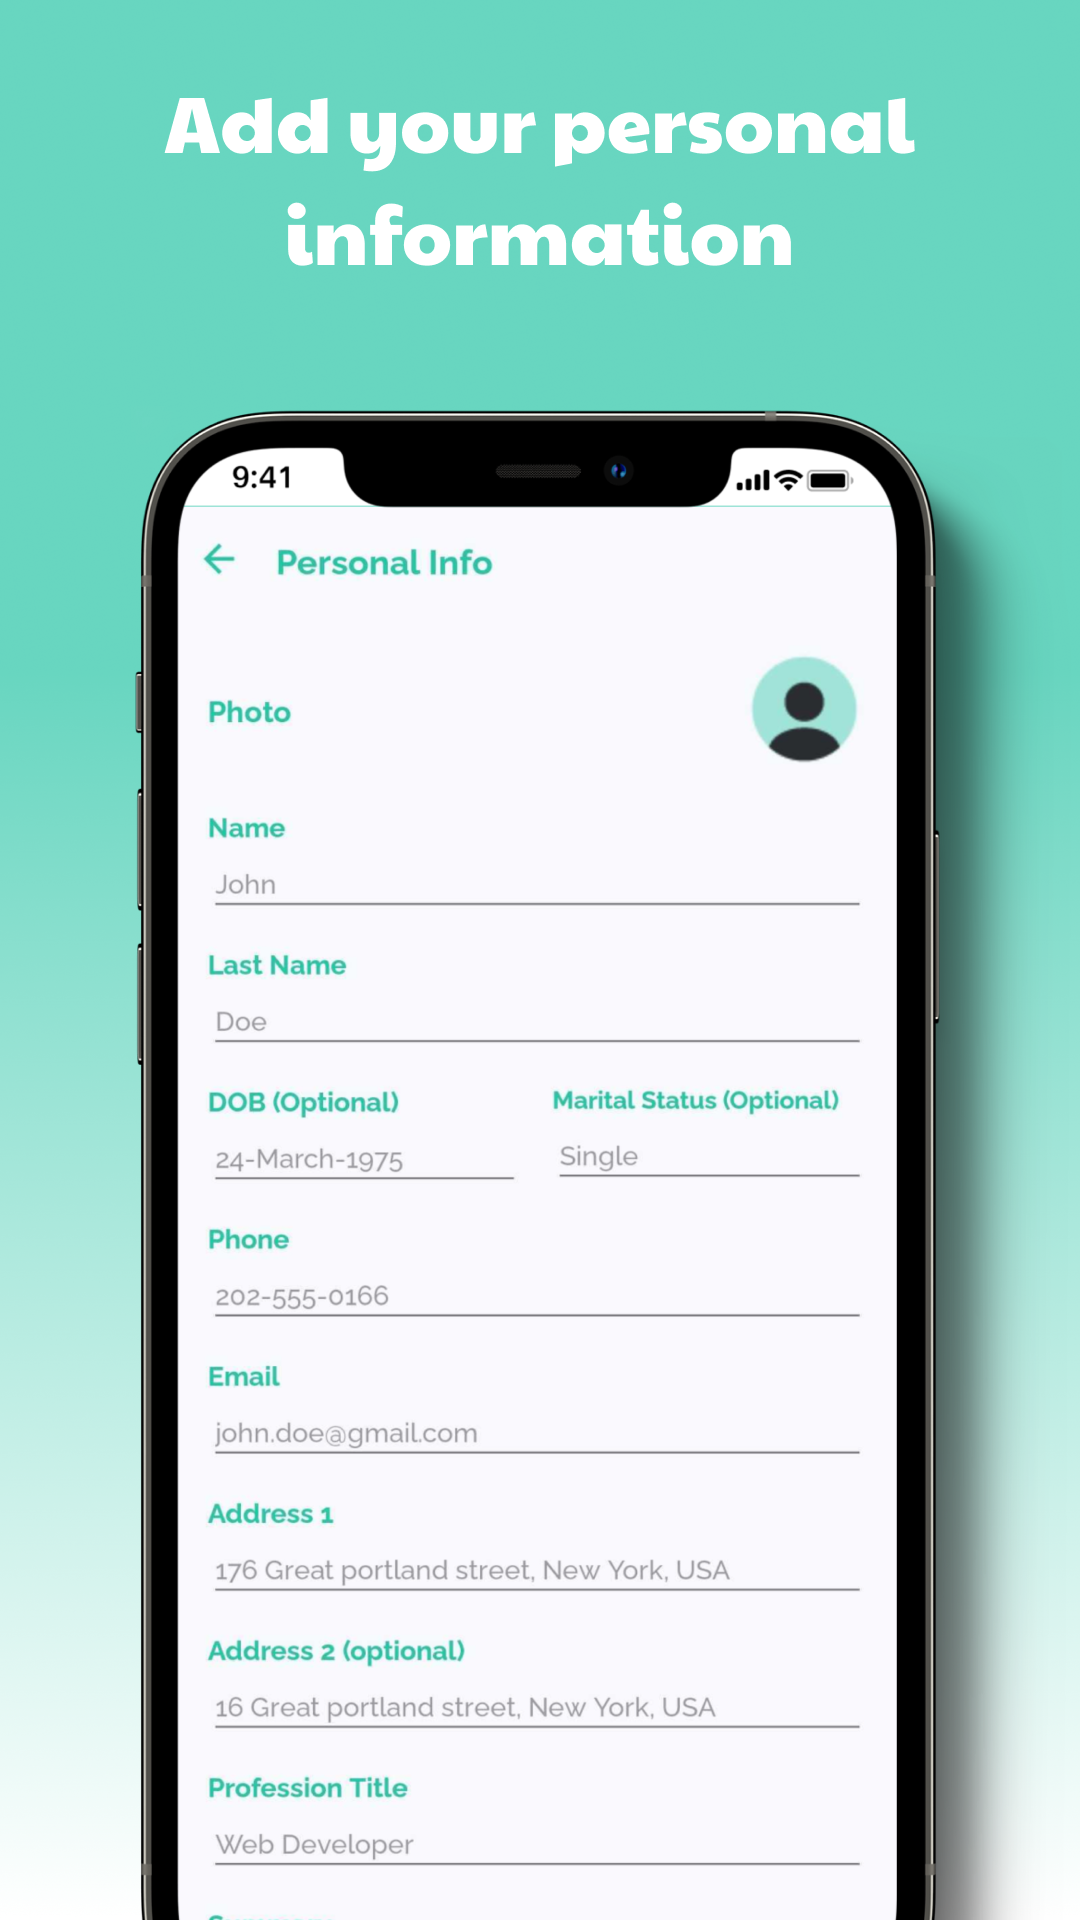 Add your personal
information
9:41
Personal Info
Photo
Name
John
Last Name
Doe
DOB (Optional)
Marital Status (Optional)
24-March-1975
Single
Phone
202-555-0166
Email
john.doe@gmail.com
Address 1
176 Great portland street, New York, USA
Address 2 (optional)
16 Great portland street, New York, USA
Profession Title
Web Developer